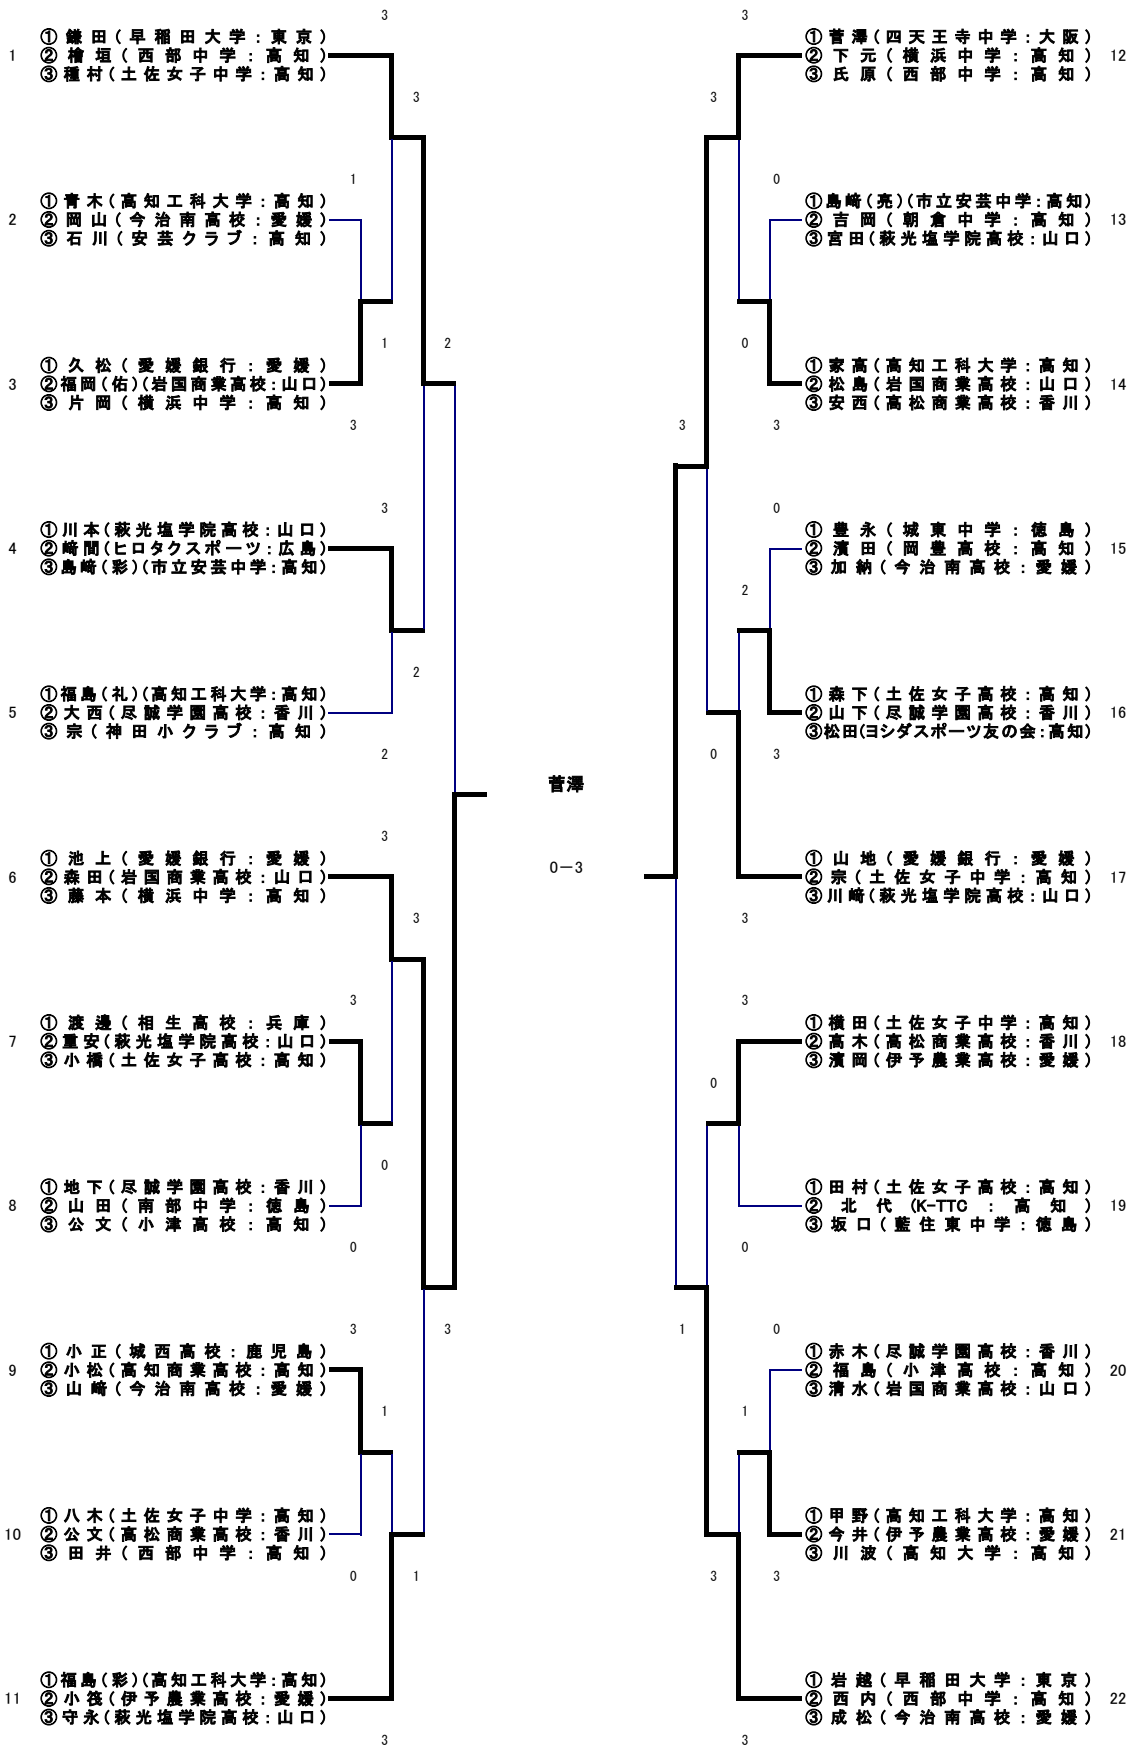 3
1
①鎌田(早稲田大学:東京)
②檜垣(西部中学:高知)
③種村(土佐女子中学:高知)
3
1
2
①青木(高知工科大学:高知)
②岡山(今治南高校:愛媛)
③石川(安芸クラブ:高知)
1
2
3
①久松(愛媛銀行:愛媛)
②福岡(佑)(岩国商業高校:山口)
③片岡(横浜中学:高知)
3
3
4
①川本(萩光塩学院高校:山口)
②崎間(ヒロタクスポーツ:広島)
③島崎(彩)(市立安芸中学:高知)
2
5
①福島(礼)(高知工科大学:高知)
②大西(尽誠学園高校:香川)
③宗(神田小クラブ:高知)
2
3
6
①池上(愛媛銀行:愛媛)
②森田(岩国商業高校:山口)
③藤本(横浜中学:高知)
3
3
7
①渡邊(相生高校:兵庫)
②重安(萩光塩学院高校:山口)
③小橋(土佐女子高校:高知)
0
8
①地下(尽誠学園高校:香川)
②山田(南部中学:徳島)
③公文(小津高校:高知)
0
3
3
9
①小正(城西高校:鹿児島)
②小松(高知商業高校:高知)
③山崎(今治南高校:愛媛)
1
10
①八木(土佐女子中学:高知)
②公文(高松商業高校:香川)
③田井(西部中学:高知)
0
1
11
①福島(彩)(高知工科大学:高知)
②小筏(伊予農業高校:愛媛)
③守永(萩光塩学院高校:山口)
3
菅澤
0－3
3
①菅澤(四天王寺中学:大阪)
②下元(横浜中学:高知)
③氏原(西部中学:高知)
12
3
0
①島崎(亮)(市立安芸中学:高知)
②吉岡(朝倉中学:高知)
③宮田(萩光塩学院高校:山口)
13
0
①家高(高知工科大学:高知)
②松島(岩国商業高校:山口)
③安西(高松商業高校:香川)
14
3
3
0
①豊永(城東中学:徳島)
②濱田(岡豊高校:高知)
③加納(今治南高校:愛媛)
15
2
①森下(土佐女子高校:高知)
②山下(尽誠学園高校:香川)
③松田(ヨシダスポーツ友の会:高知)
16
0
3
①山地(愛媛銀行:愛媛)
②宗(土佐女子中学:高知)
③川崎(萩光塩学院高校:山口)
17
3
3
①横田(土佐女子中学:高知)
②高木(高松商業高校:香川)
③濱岡(伊予農業高校:愛媛)
18
0
①田村(土佐女子高校:高知)
②北代(K-TTC:高知)
③坂口(藍住東中学:徳島)
19
0
1
0
①赤木(尽誠学園高校:香川)
②福島(小津高校:高知)
③清水(岩国商業高校:山口)
20
1
①甲野(高知工科大学:高知)
②今井(伊予農業高校:愛媛)
③川波(高知大学:高知)
21
3
3
①岩越(早稲田大学:東京)
②西内(西部中学:高知)
③成松(今治南高校:愛媛)
22
3